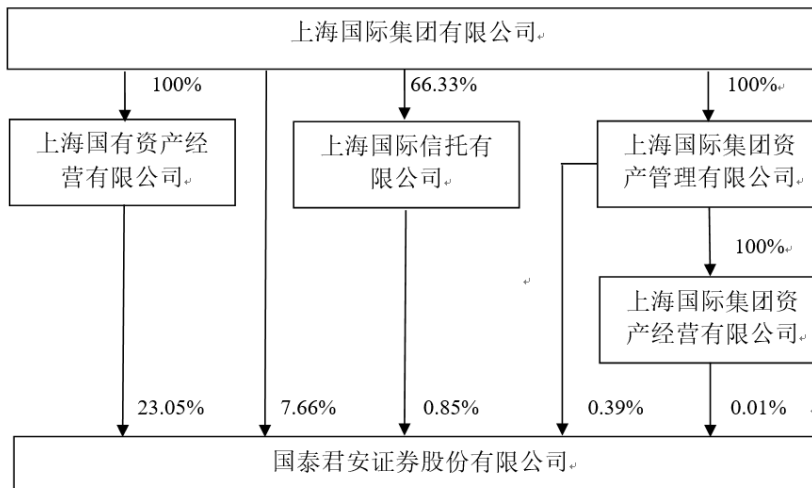 上海国际集团有限公司
100%
66.33%
100%
上海国有资产经
营有限公司
上海国际信托有
限公司
上海国际集团资
产管理有限公司
100%
上海国际集团资
产经营有限公司
23.05%
7.66%
0.85%
0.39%
0.01%
国泰君安证券股份有限公司